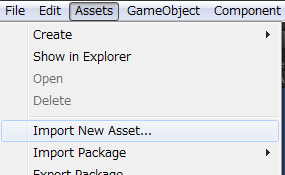 File Edit Assets GameObject Component
Create
Show in Explorer
Open
Delete
Import New Asset...
Import Package
Export Package